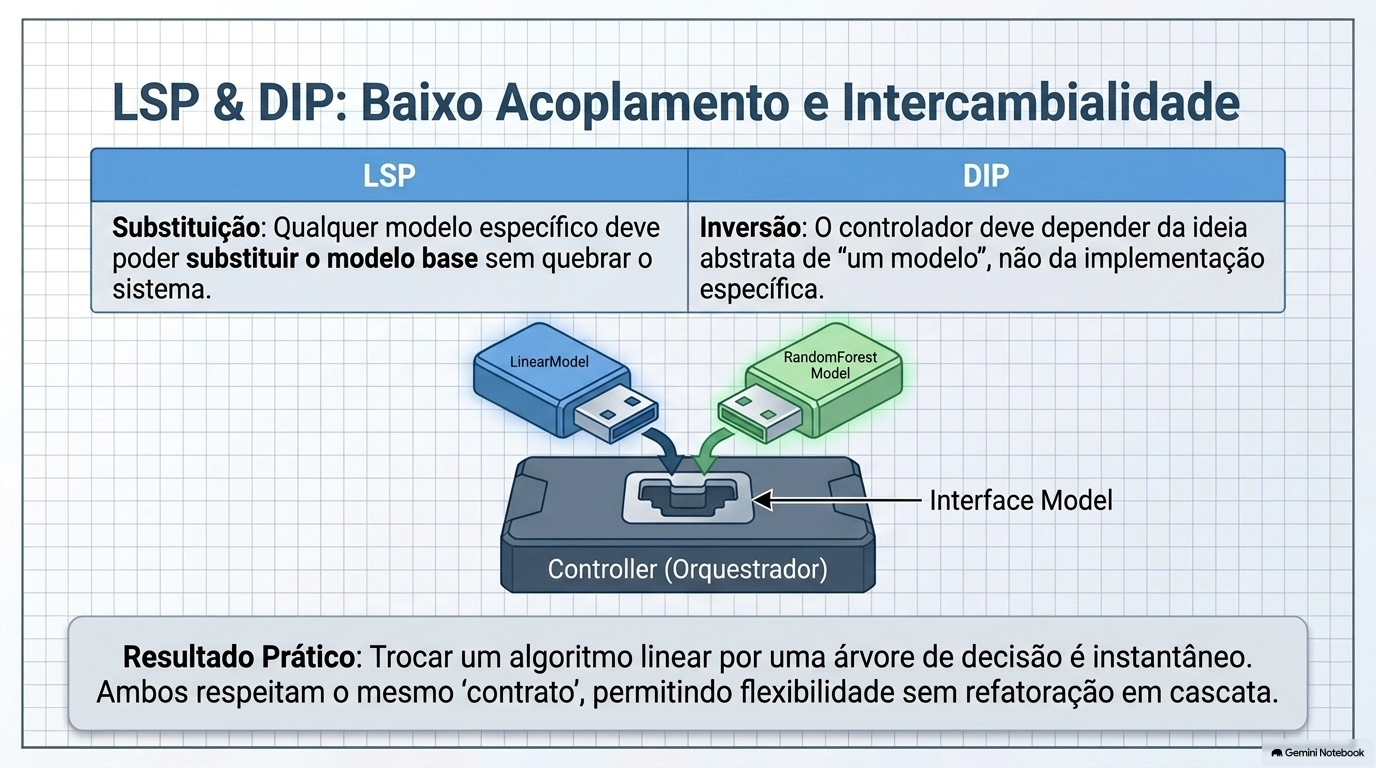 LSP & DIP: Baixo Acoplamento e Intercambialidade
LSP
Substituição: Qualquer modelo específico deve
poder substituir o modelo base sem quebrar o
sistema.
DIP
Inversão: O controlador deve depender da ideia
abstrata de “um modelo”, não da implementação
específica.
LinearModel
RandomForest
Model
Interface Model
Controller (Orquestrador)
Resultado Prático: Trocar um algoritmo linear por uma árvore de decisão é instantâneo.
Ambos respeitam o mesmo ‘contrato’, permitindo flexibilidade sem refatoração em cascata.
Gemini Notebook